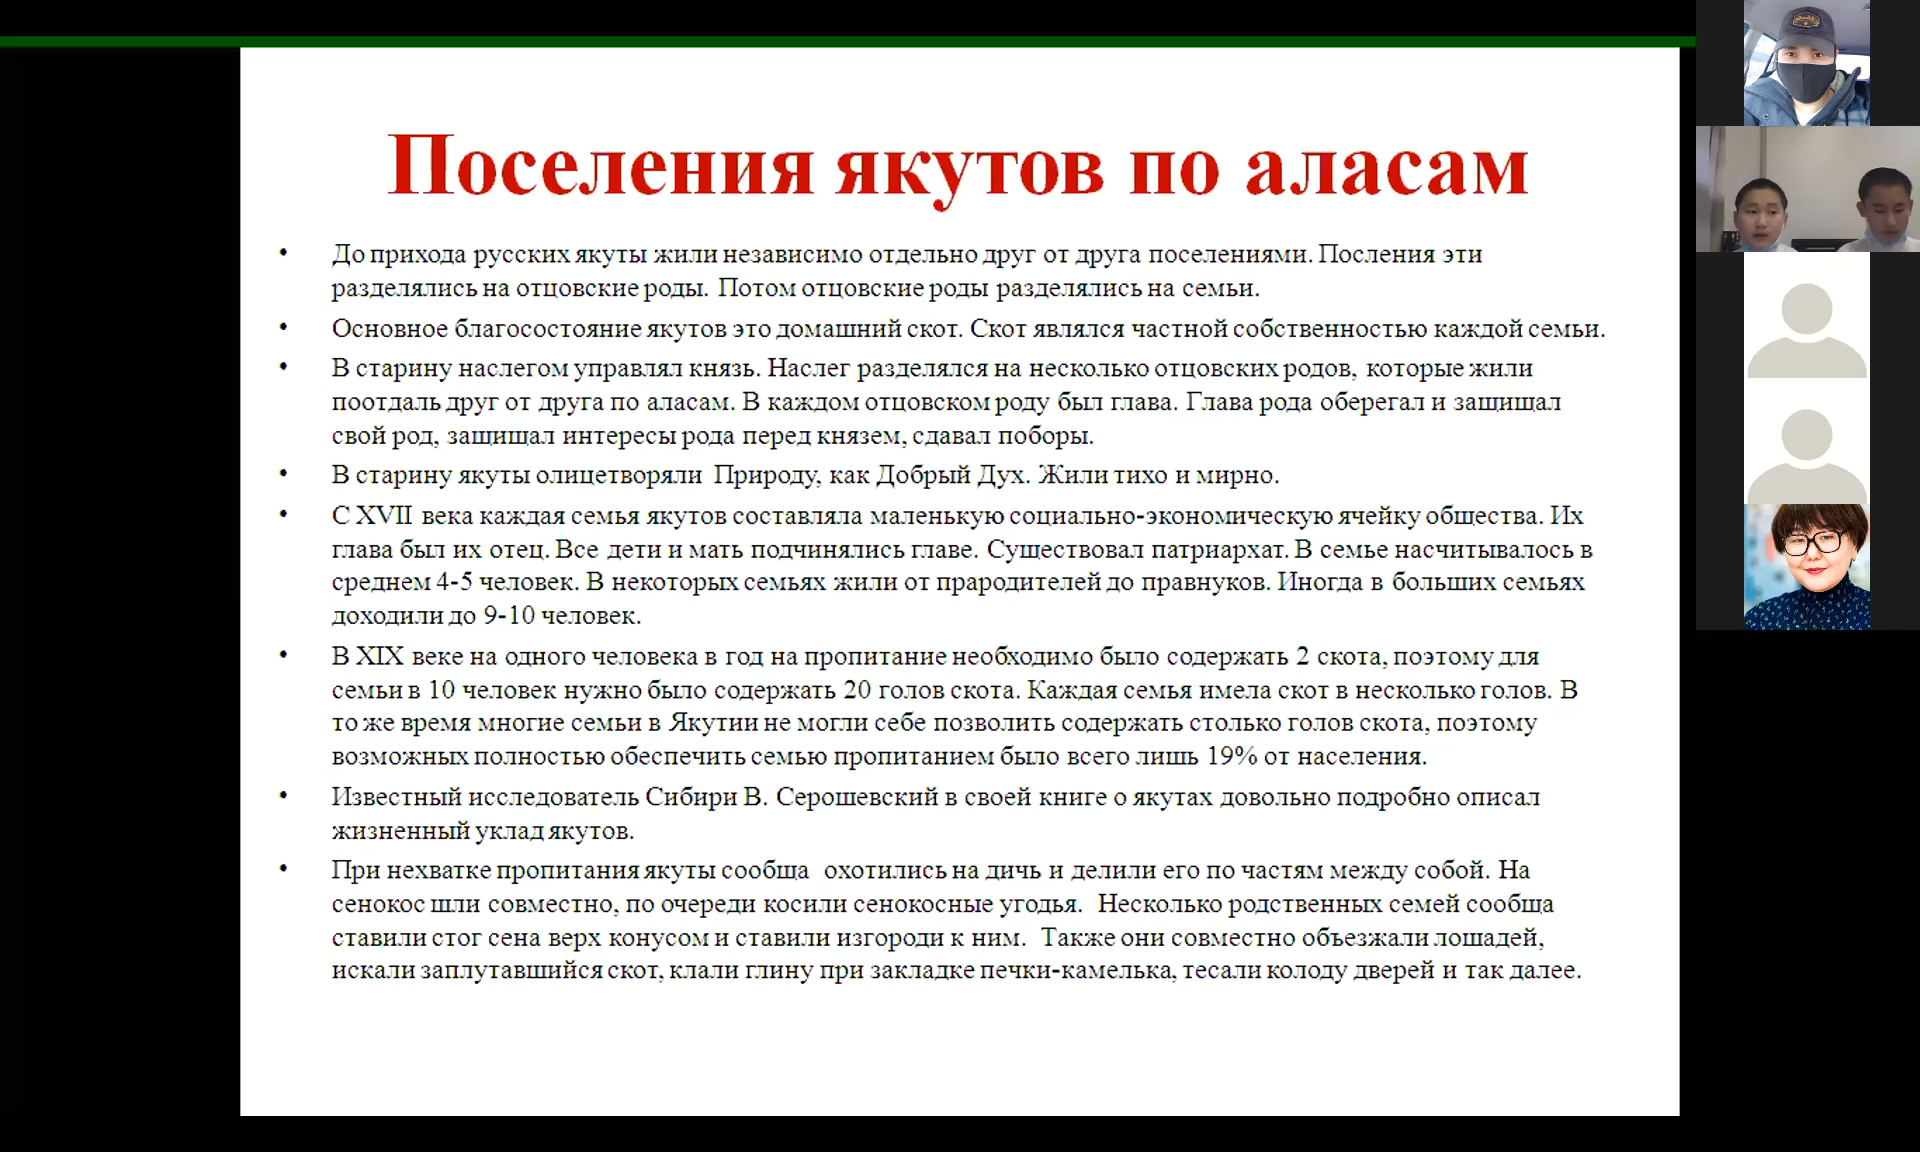 Поселения якутов по аласам
• До прихода русских якуты жили независимо отдельно друг от друга поселениями. Посления эти
разделялись на отцовские роды. Потом отцовские роды разделялись на семьи.
• Основное благосостояние якутов это домашний скот. Скот являлся частной собственностью каждой семьи.
• В старину наслегом управлял князь. Наслег разделялся на несколько отцовских родов, которые жили
поотдаль друг от друга по аласам. В каждом отцовском роду был глава. Глава рода оберегал и защищал
свой род, защищал интересы рода перед князем, сдавал поборы.
• В старину якуты олицетворяли Природу, как Добрый Дух. Жили тихо и мирно.
• С XVII века каждая семья якутов составляла маленькую социально-экономическую ячейку общества. Их
глава был их отец. Все дети и мать подчинялись главе. Существовал патриархат. В семье насчитывалось в
среднем 4-5 человек. В некоторых семьях жили от прародителей до правнуков. Иногда в больших семьях
доходили до 9-10 человек.
• В XIX веке на одного человека в год на пропитание необходимо было содержать 2 скота, поэтому для
семьи в 10 человек нужно было содержать 20 голов скота. Каждая семья имела скот в несколько голов. В
то же время многие семьи в Якутии не могли себе позволить содержать столько голов скота, поэтому
возможных полностью обеспечить семью пропитанием было всего лишь 19% от населения.
• Известный исследователь Сибири В. Серошевский в своей книге о якутах довольно подробно описал
жизненный уклад якутов.
• При нехватке пропитания якуты сообща охотились на дичь и делили его по частям между собой. На
сенокос шли совместно, по очереди косили сенокосные угодья. Несколько родственных семей сообща
ставили стог сена верх конусом и ставили изгороди к ним. Также они совместно объезжали лошадей,
искали заплутавшийся скот, клали глину при закладке печки-камелька, тесали колоду дверей и так далее.